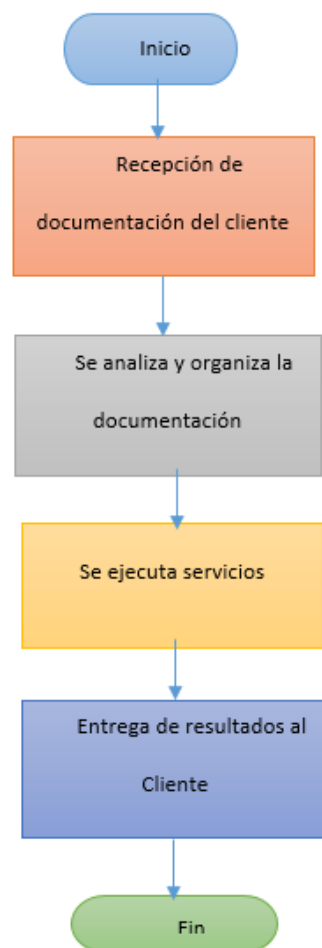 Inicio
Recepción de
documentación del cliente
Se analiza y organiza la
documentación
Se ejecuta servicios
Entrega de resultados al
Cliente
Fin